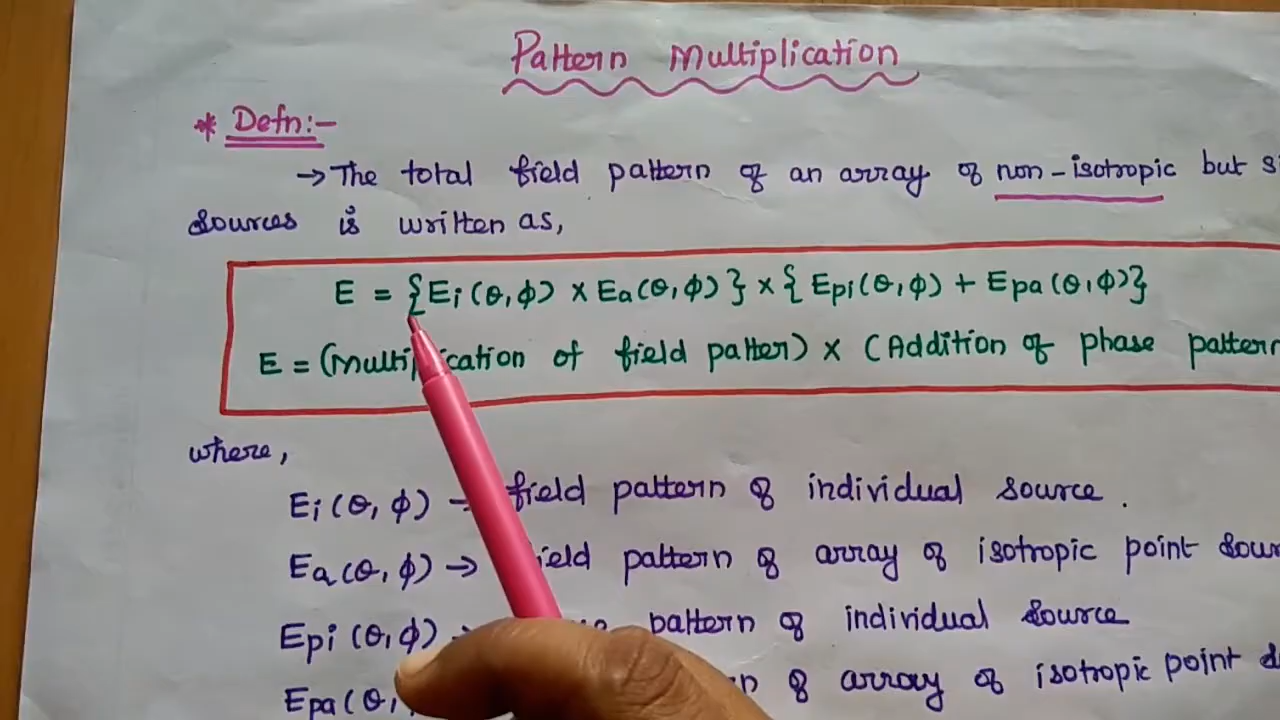 Pattern Multiplication
* Defn:-
→ The total field pattern of an array of non-isotropic but
sources is written as,
E = {Ei(θ,φ) × Ea(θ,φ)} × {Epi(θ,φ) + Epa(θ,φ)}
E = (Multiplication of field patter) × (Addition of phase pattern
where,
Ei(θ,φ) → field pattern of individual source.
Ea(θ,φ) → field pattern of array of isotropic point
Epi(θ,φ) pattern of individual source
Epa(θ, of array of isotropic point